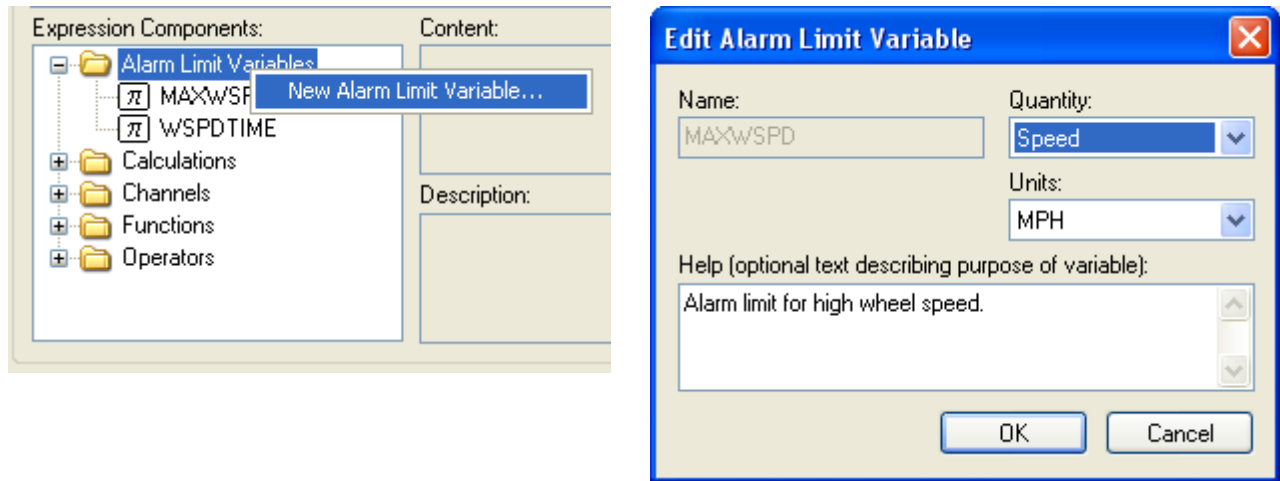 Expression Components:
Content:
Alarm Limit Variables
New Alarm Limit Variable...
π MAXWSP
π WSPDTIME
Calculations
Channels
Functions
Operators
Description:
Edit Alarm Limit Variable
Name:
Quantity:
MAXWSPD
Speed
Units:
MPH
Help (optional text describing purpose of variable):
Alarm limit for high wheel speed.
OK
Cancel